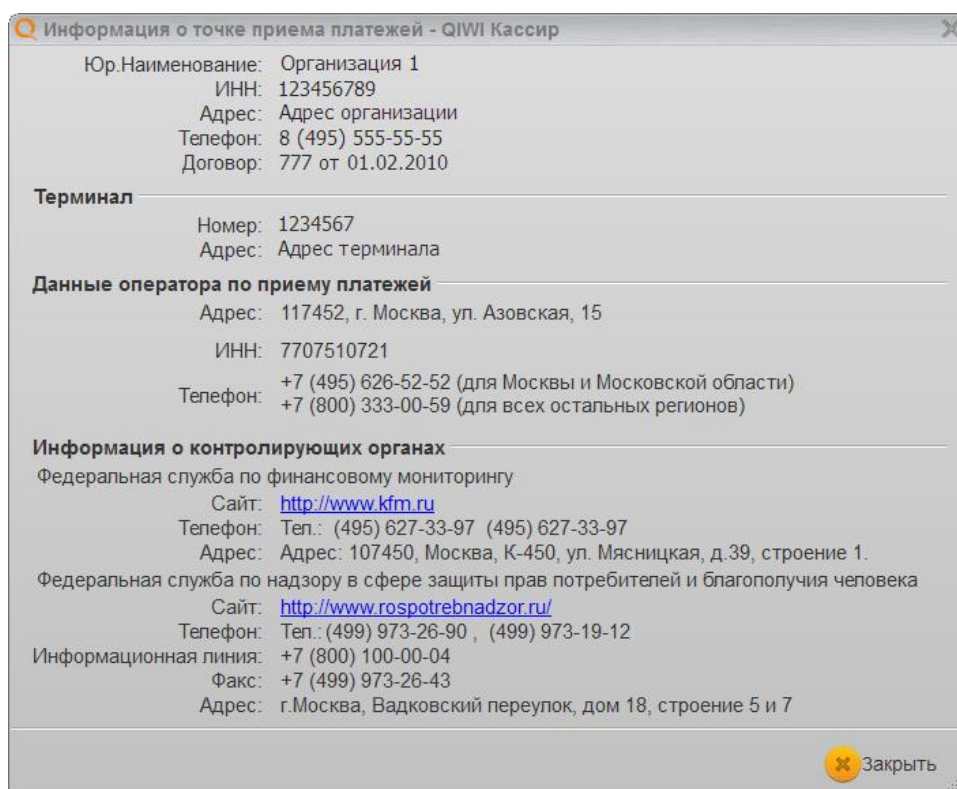 Информация о точке приема платежей - QIWI Кассир
Юр.Наименование: Организация 1
ИНН: 123456789
Адрес: Адрес организации
Телефон: 8 (495) 555-55-55
Договор: 777 от 01.02.2010
Терминал
Номер: 1234567
Адрес: Адрес терминала
Данные оператора по приему платежей
Адрес: 117452, г. Москва, ул. Азовская, 15
ИНН: 7707510721
Телефон: +7 (495) 626-52-52 (для Москвы и Московской области)
+7 (800) 333-00-59 (для всех остальных регионов)
Информация о контролирующих органах
Федеральная служба по финансовому мониторингу
Сайт: http://www.kfm.ru
Телефон: Тел.: (495) 627-33-97 (495) 627-33-97
Адрес: Адрес: 107450, Москва, К-450, ул. Мясницкая, д.39, строение 1.
Федеральная служба по надзору в сфере защиты прав потребителей и благополучия человека
Сайт: http://www.rospotrebnadzor.ru/
Телефон: Тел.: (499) 973-26-90 , (499) 973-19-12
Информационная линия: +7 (800) 100-00-04
Факс: +7 (499) 973-26-43
Адрес: г.Москва, Вадковский переулок, дом 18, строение 5 и 7
Закрыть